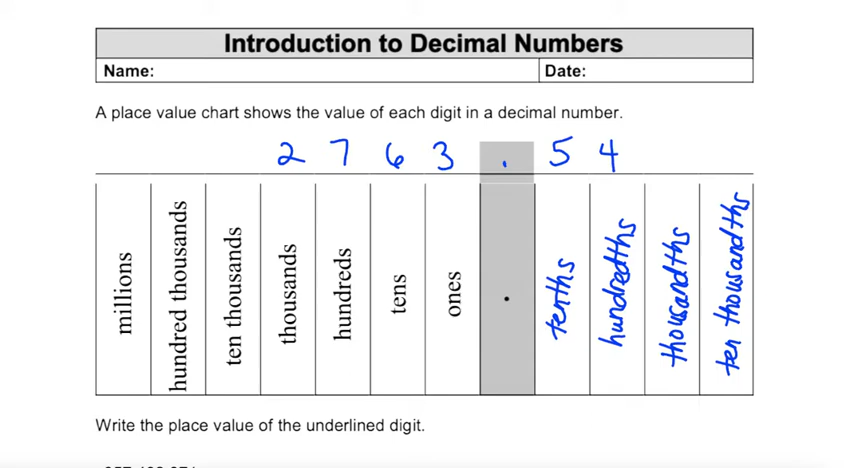 Introduction to Decimal Numbers
Name: Date:
A place value chart shows the value of each digit in a decimal number.
2 7 6 3 . 5 4
millions
hundred thousands
ten thousands
thousands
hundreds
tens
ones
.
tenths
hundredths
thousandths
ten thousandths
Write the place value of the underlined digit.